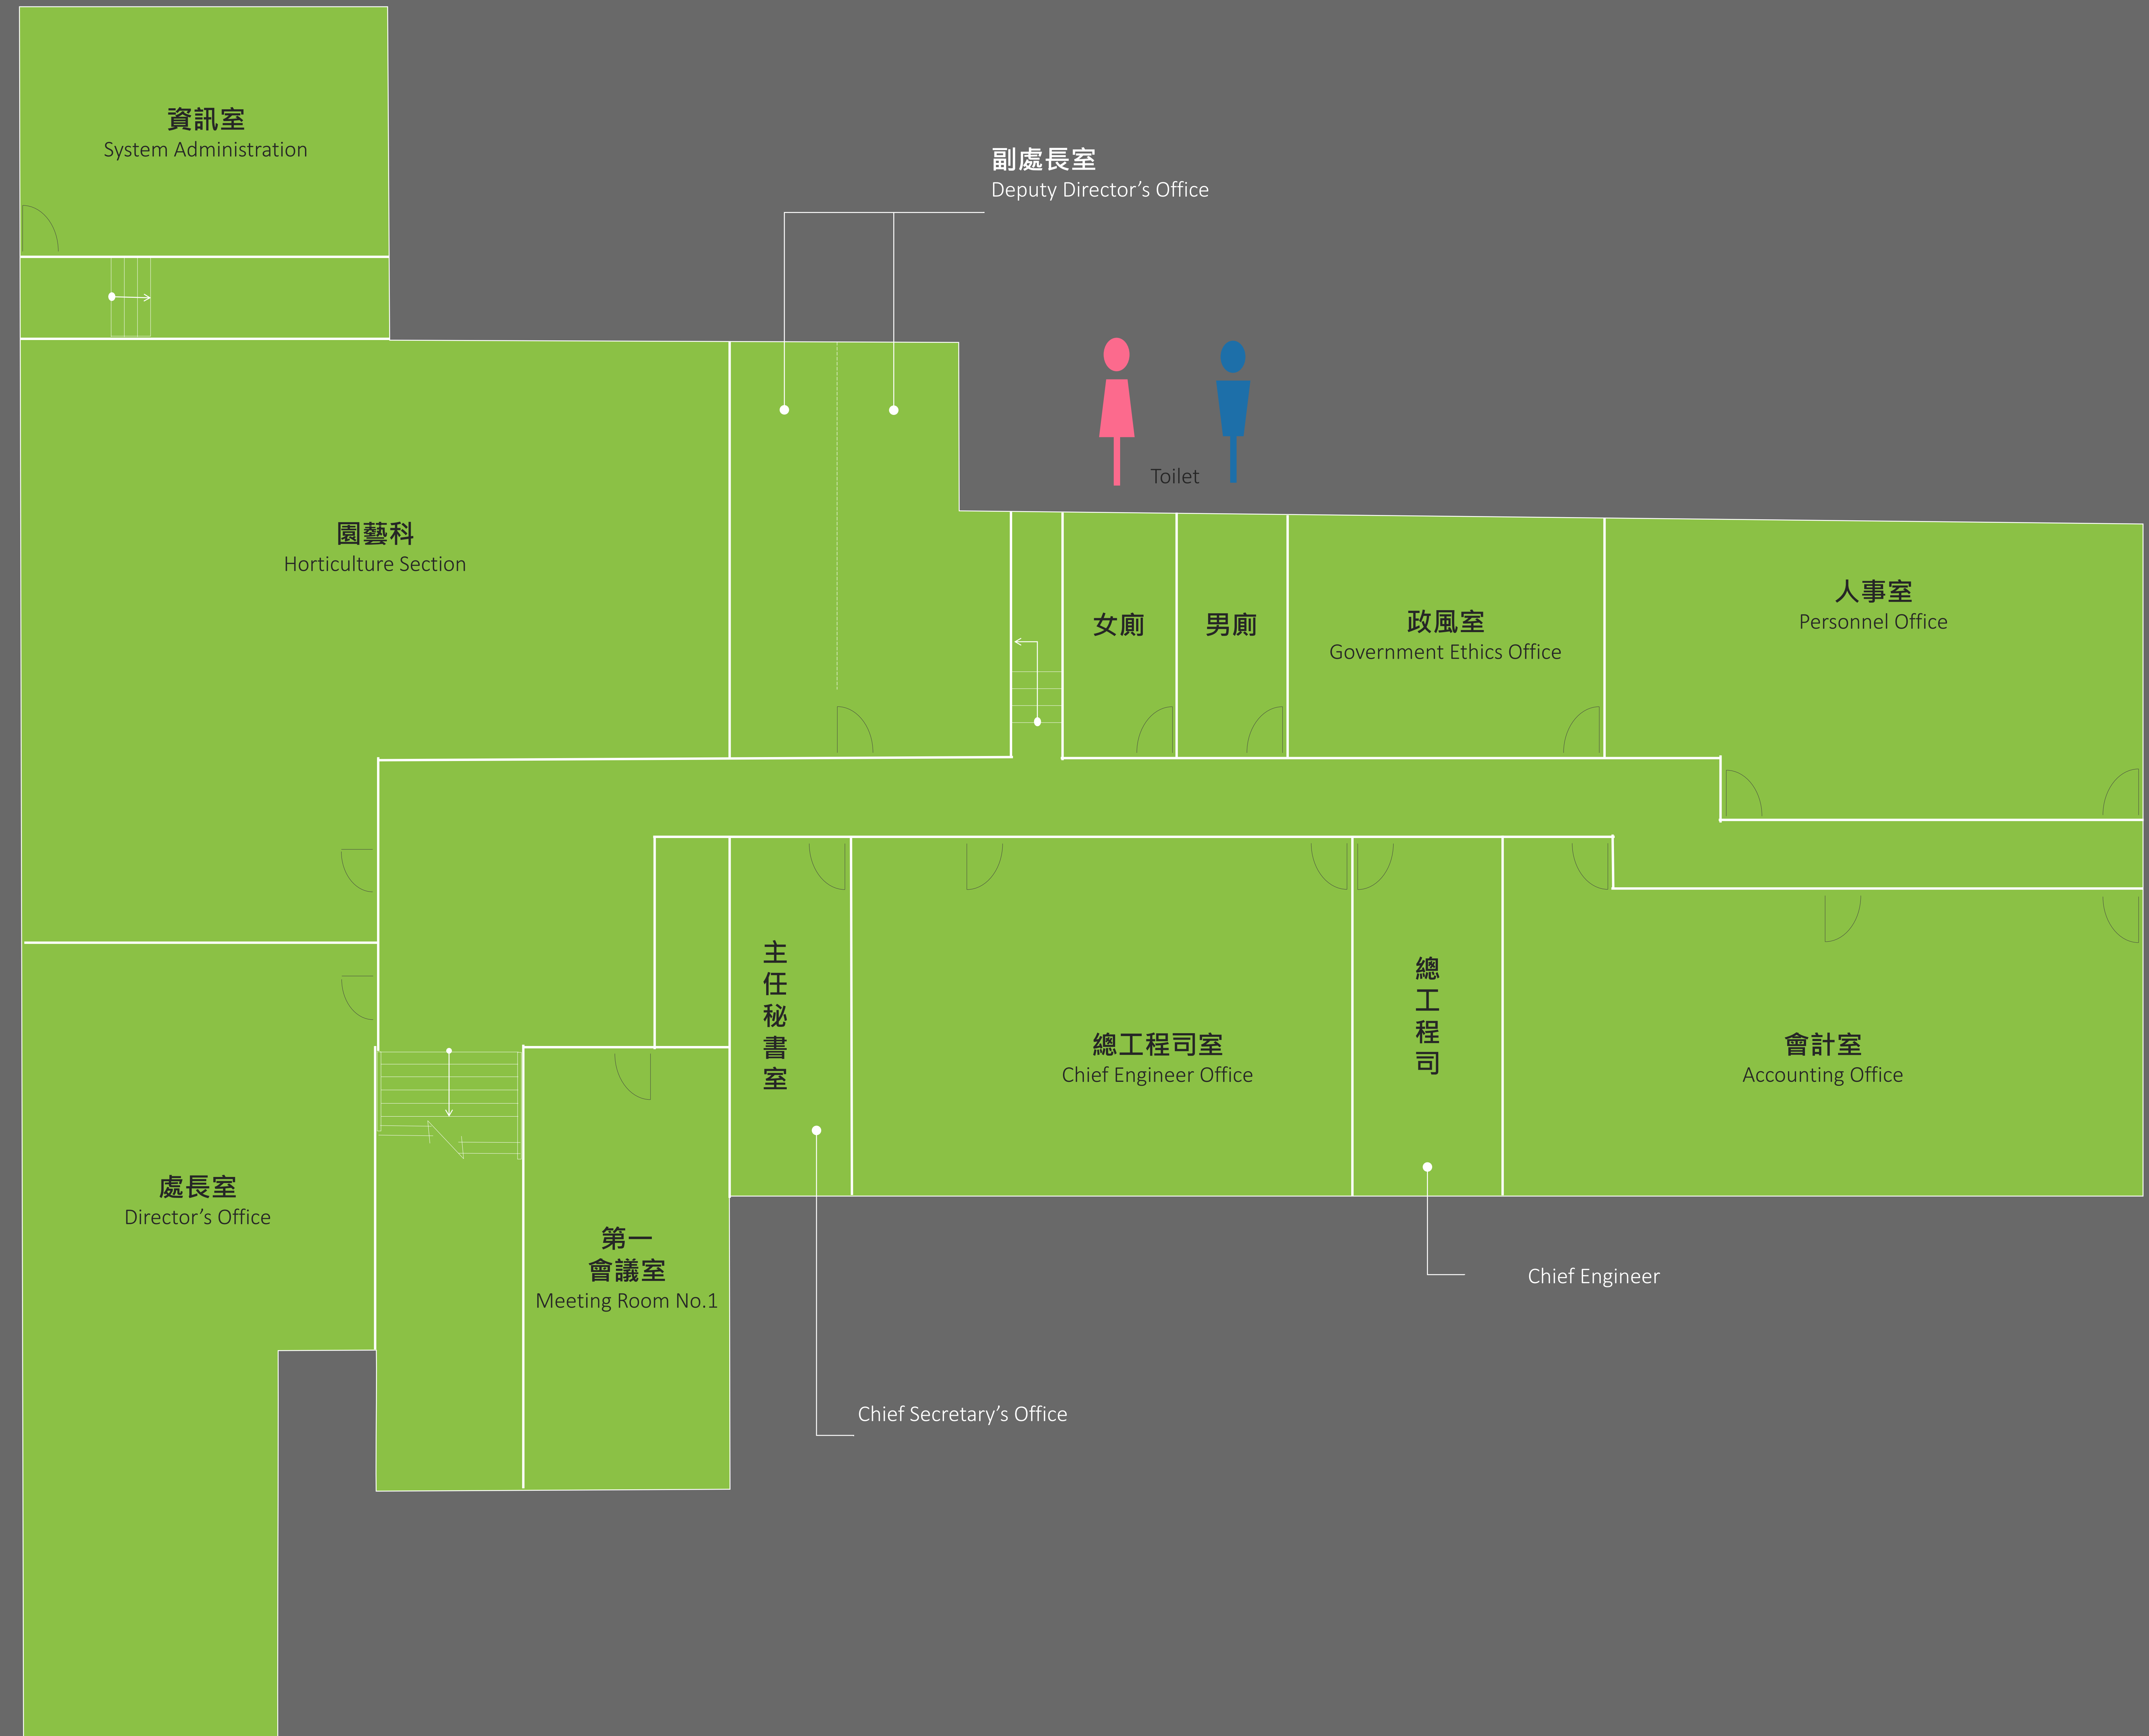 資訊室
System Administration
副處長室
Deputy Director’s Office
Toilet
園藝科
Horticulture Section
女廁
男廁
政風室
Government Ethics Office
人事室
Personnel Office
主任秘書室
總工程司室
Chief Engineer Office
總工程司
會計室
Accounting Office
處長室
Director’s Office
第一
會議室
Meeting Room No.1
Chief Engineer
Chief Secretary’s Office